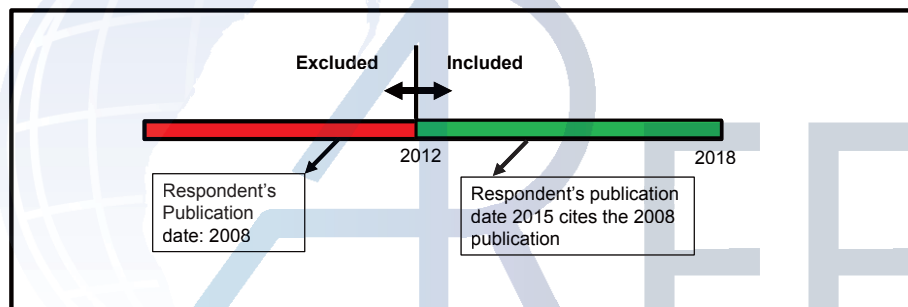 Excluded Included
2012
2018
Respondent's
Publication
date: 2008
Respondent's publication
date 2015 cites the 2008
publication